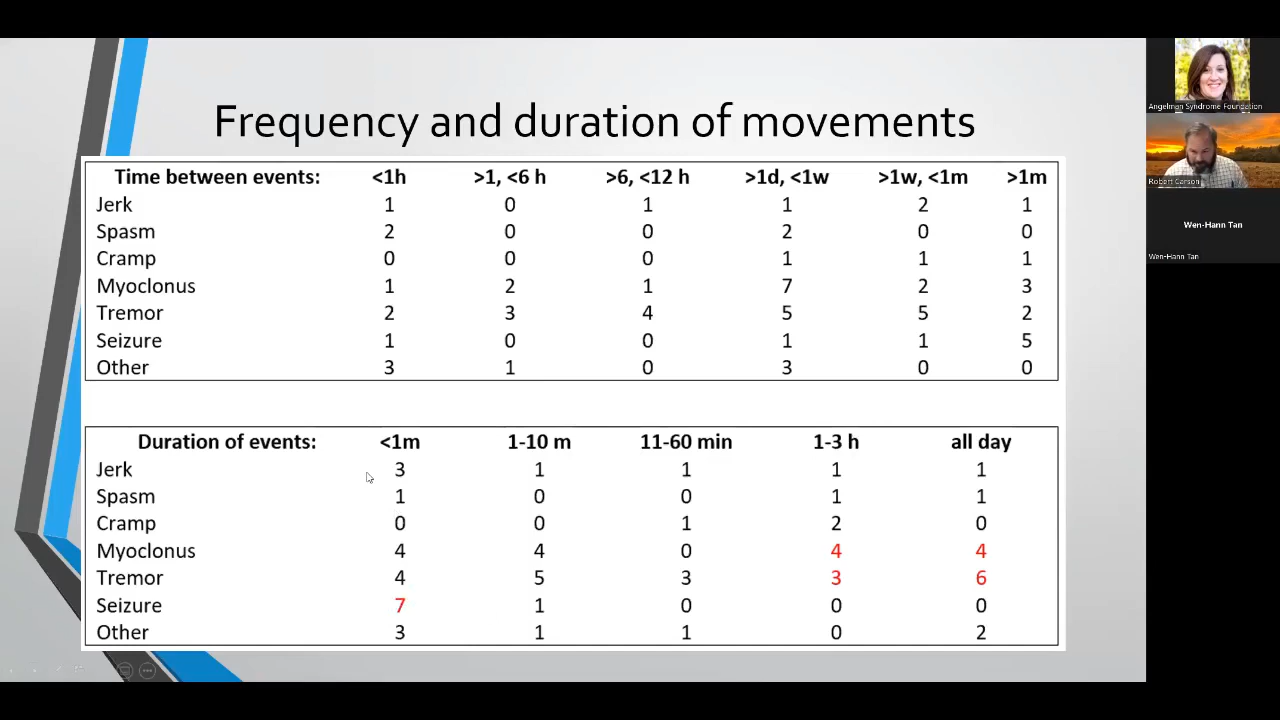 Frequency and duration of movements
Time between events: <1h >1, <6 h >6, <12 h >1d, <1w >1w, <1m >1m
Jerk 1 0 1 1 2 1
Spasm 2 0 0 2 0 0
Cramp 0 0 0 1 1 1
Myoclonus 1 2 1 7 2 3
Tremor 2 3 4 5 5 2
Seizure 1 0 0 1 1 5
Other 3 1 0 3 0 0
Duration of events: <1m 1-10 m 11-60 min 1-3 h all day
Jerk 3 1 1 1 1
Spasm 1 0 0 1 1
Cramp 0 0 1 2 0
Myoclonus 4 4 0 4 4
Tremor 4 5 3 3 6
Seizure 7 1 0 0 0
Other 3 1 1 0 2
Angelman Syndrome Foundation
Robert Carson
Wen-Hann Tan
Wen-Hann Tan